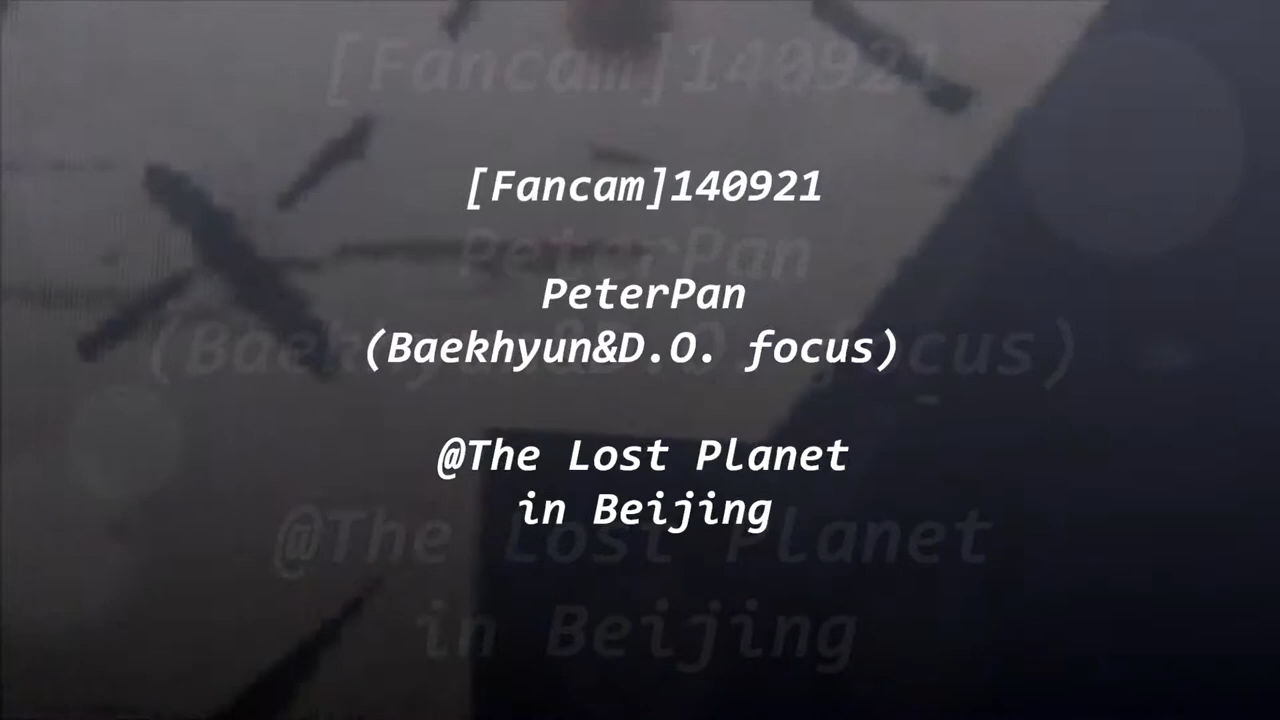 [Fancam]140921
PeterPan
(Baekhyun&D.O. focus)
@The Lost Planet
in Beijing